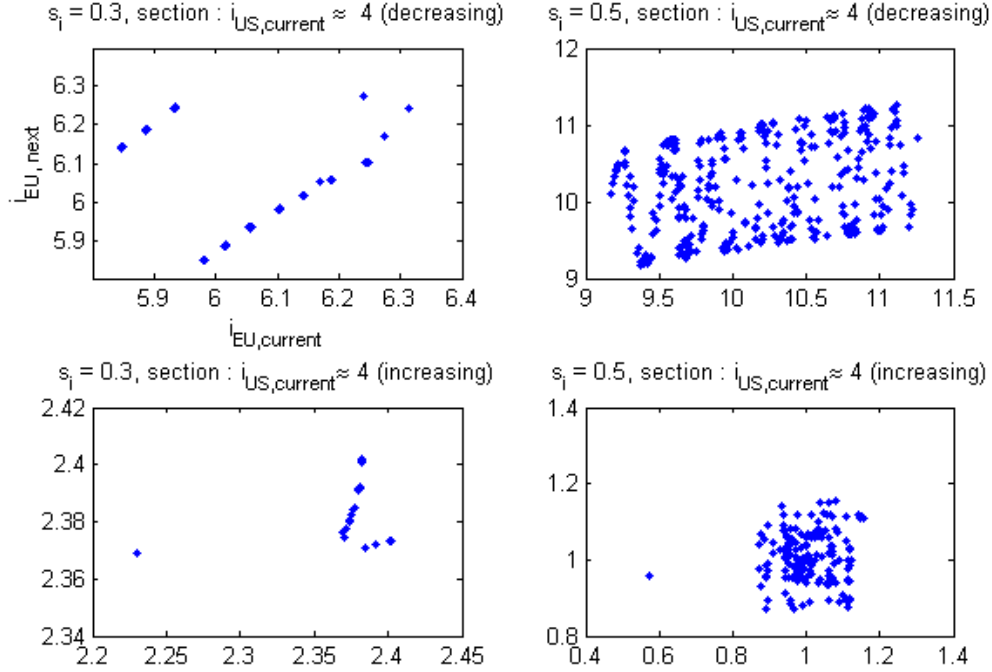 s_i = 0.3, section : i_US,current ≈ 4 (decreasing)
s_i = 0.5, section : i_US,current ≈ 4 (decreasing)
i_EU,next
6.3
6.2
6.1
6
5.9
5.9 6 6.1 6.2 6.3 6.4
i_EU,current
12
11
10
9
9 9.5 10 10.5 11 11.5
s_i = 0.3, section : i_US,current ≈ 4 (increasing)
s_i = 0.5, section : i_US,current ≈ 4 (increasing)
2.42
2.4
2.38
2.36
2.34
2.2 2.25 2.3 2.35 2.4 2.45
1.4
1.2
1
0.8
0.4 0.6 0.8 1 1.2 1.4